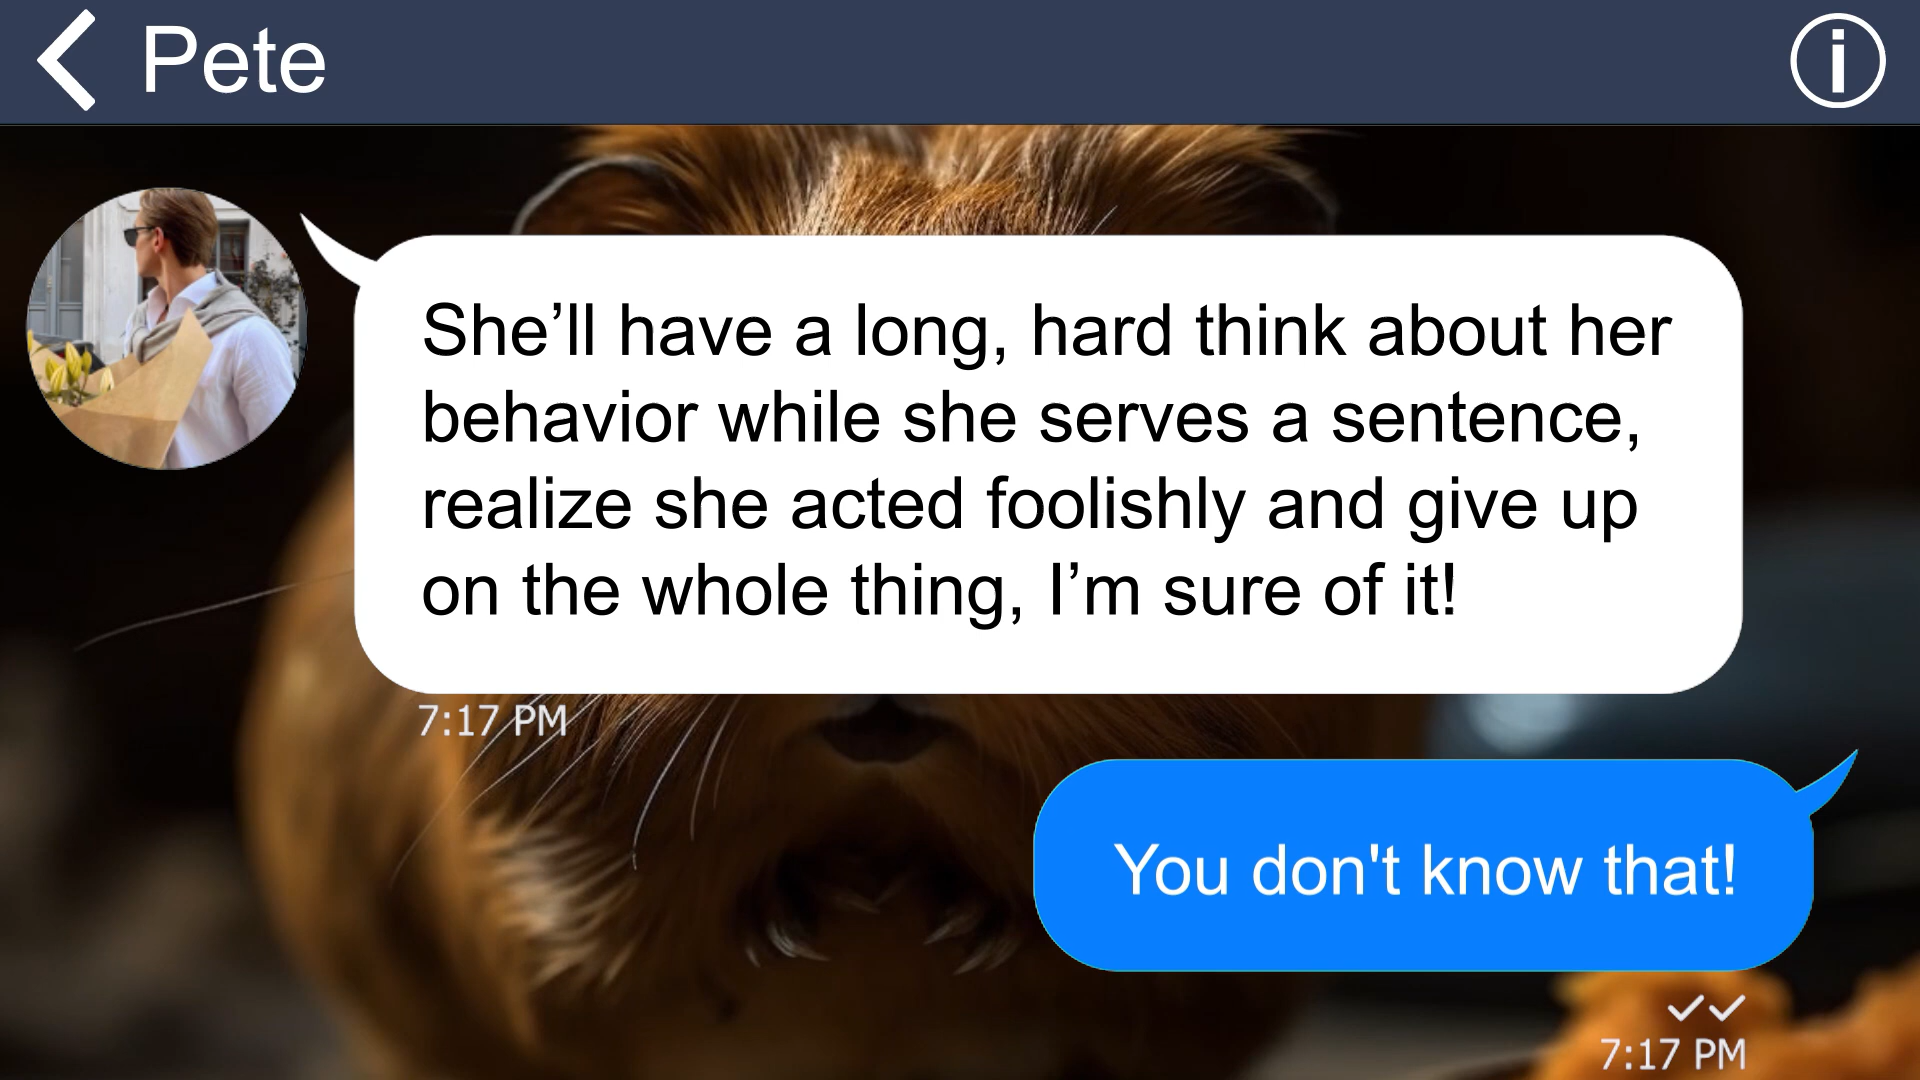 Pete
She’ll have a long, hard think about her
behavior while she serves a sentence,
realize she acted foolishly and give up
on the whole thing, I’m sure of it!
7:17 PM
You don't know that!
7:17 PM